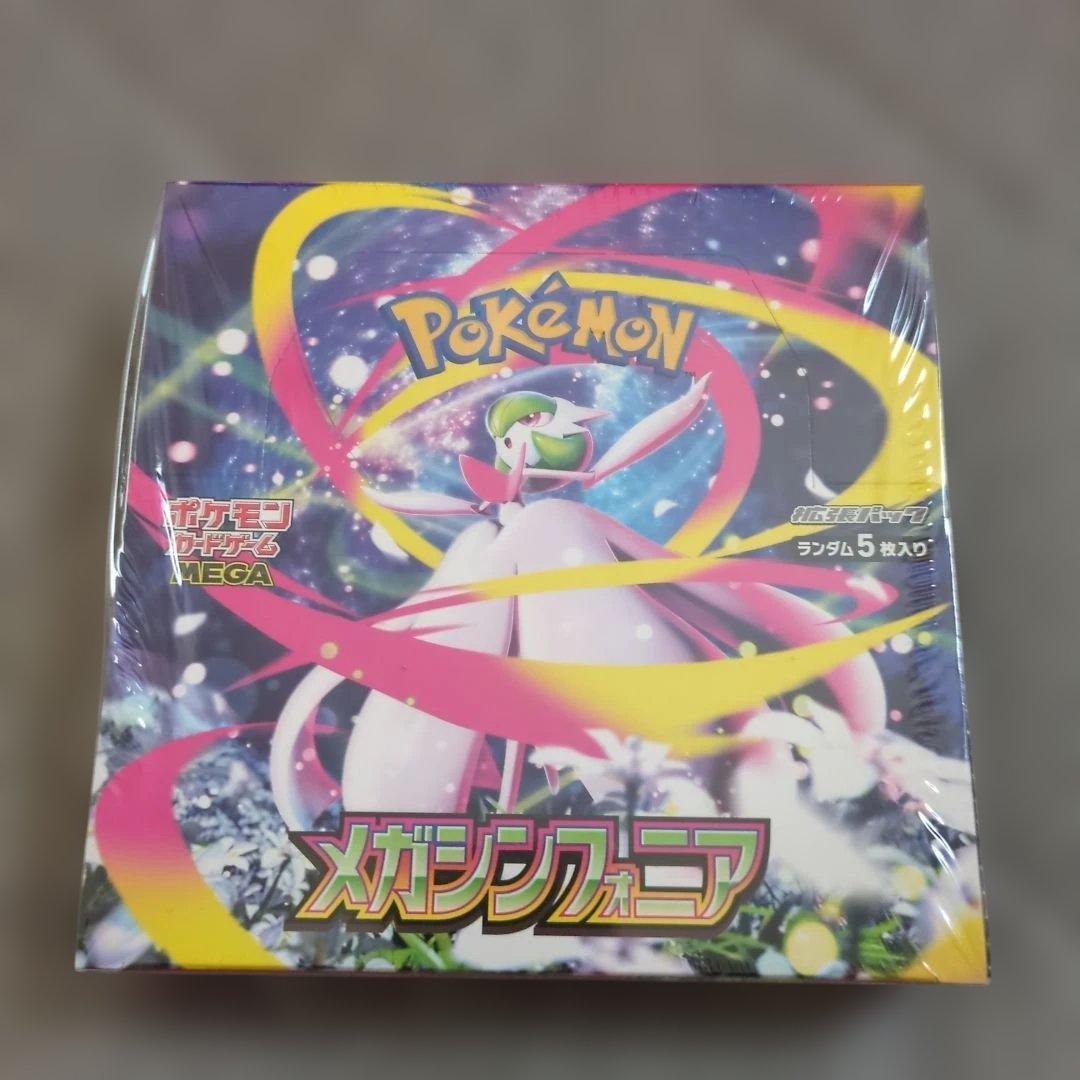 POKéMON
TM
ポケモン
カードゲーム
MEGA
拡張パック
ランダム5枚入り
メガシンフォニア